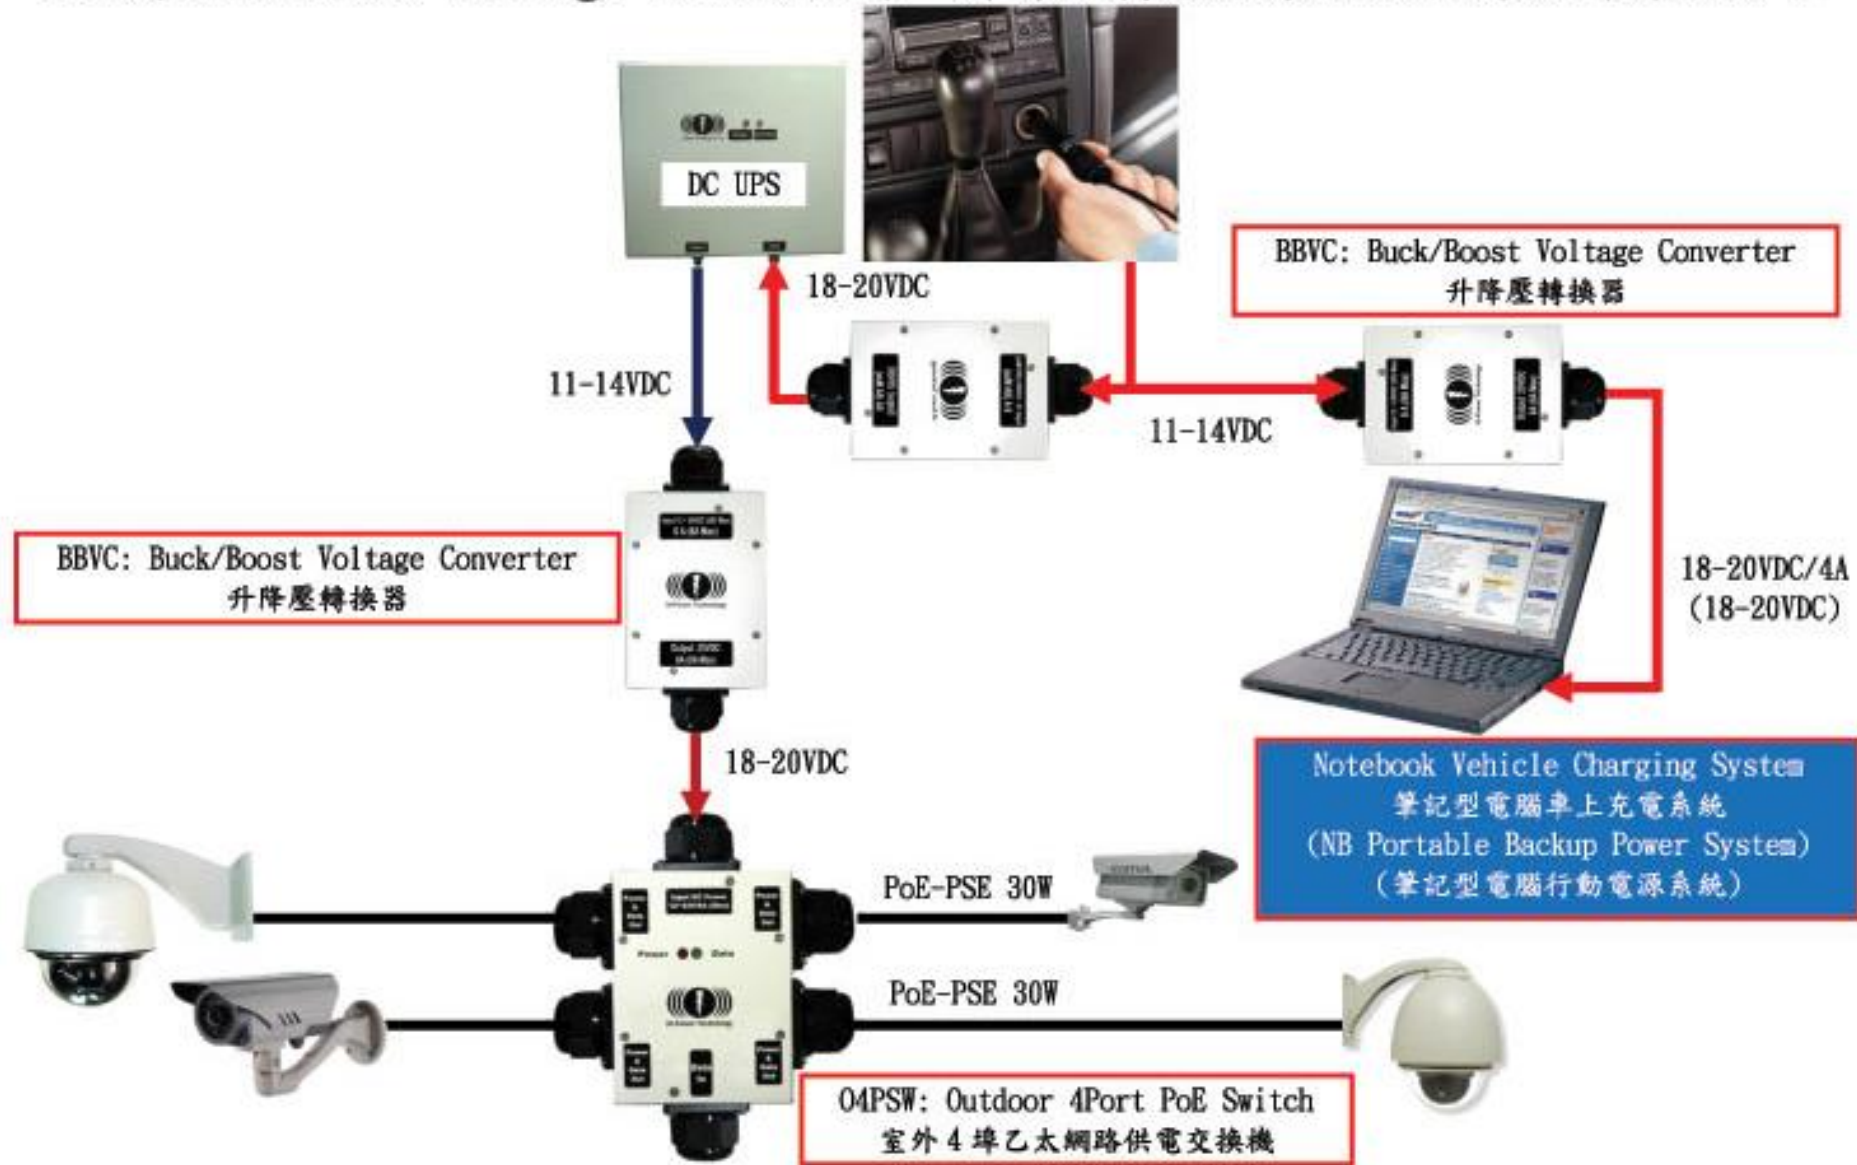 DC UPS
18-20VDC
BBVC: Buck/Boost Voltage Converter
升降壓轉換器
11-14VDC
11-14VDC
BBVC: Buck/Boost Voltage Converter
升降壓轉換器
18-20VDC/4A
(18-20VDC)
18-20VDC
Notebook Vehicle Charging System
筆記型電腦車上充電系統
(NB Portable Backup Power System)
(筆記型電腦行動電源系統)
PoE-PSE 30W
Power
Data
PoE-PSE 30W
O4PSW: Outdoor 4Port PoE Switch
室外4埠乙太網路供電交換機